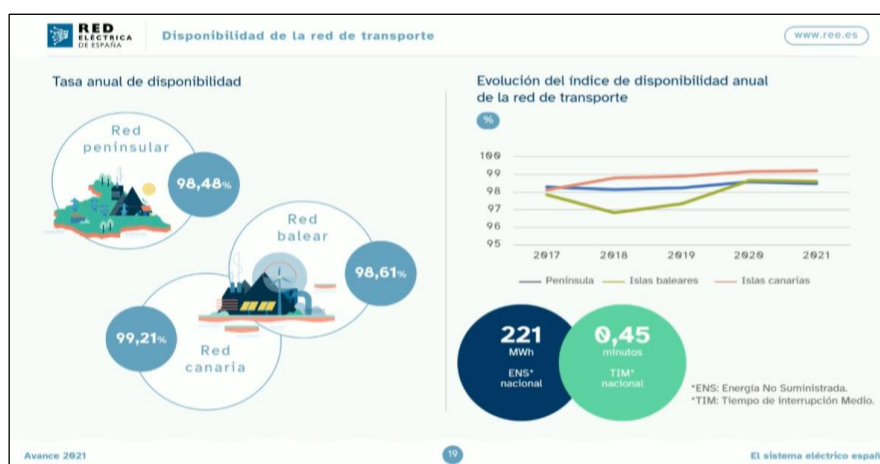 RED
ELÉCTRICA
DE ESPAÑA
Disponibilidad de la red de transporte
www.ree.es
Tasa anual de disponibilidad
Red
peninsular
98,48%
Red
balear
98,61%
99,21%
Red
canaria
Evolución del índice de disponibilidad anual
de la red de transporte
%
100
99
98
97
96
95
2017 2018 2019 2020 2021
Península Islas baleares Islas canarias
221
MWh
ENS*
nacional
0,45
minutos
TIM*
nacional
*ENS: Energía No Suministrada.
*TIM: Tiempo de Interrupción Medio.
Avance 2021
19
El sistema eléctrico españ